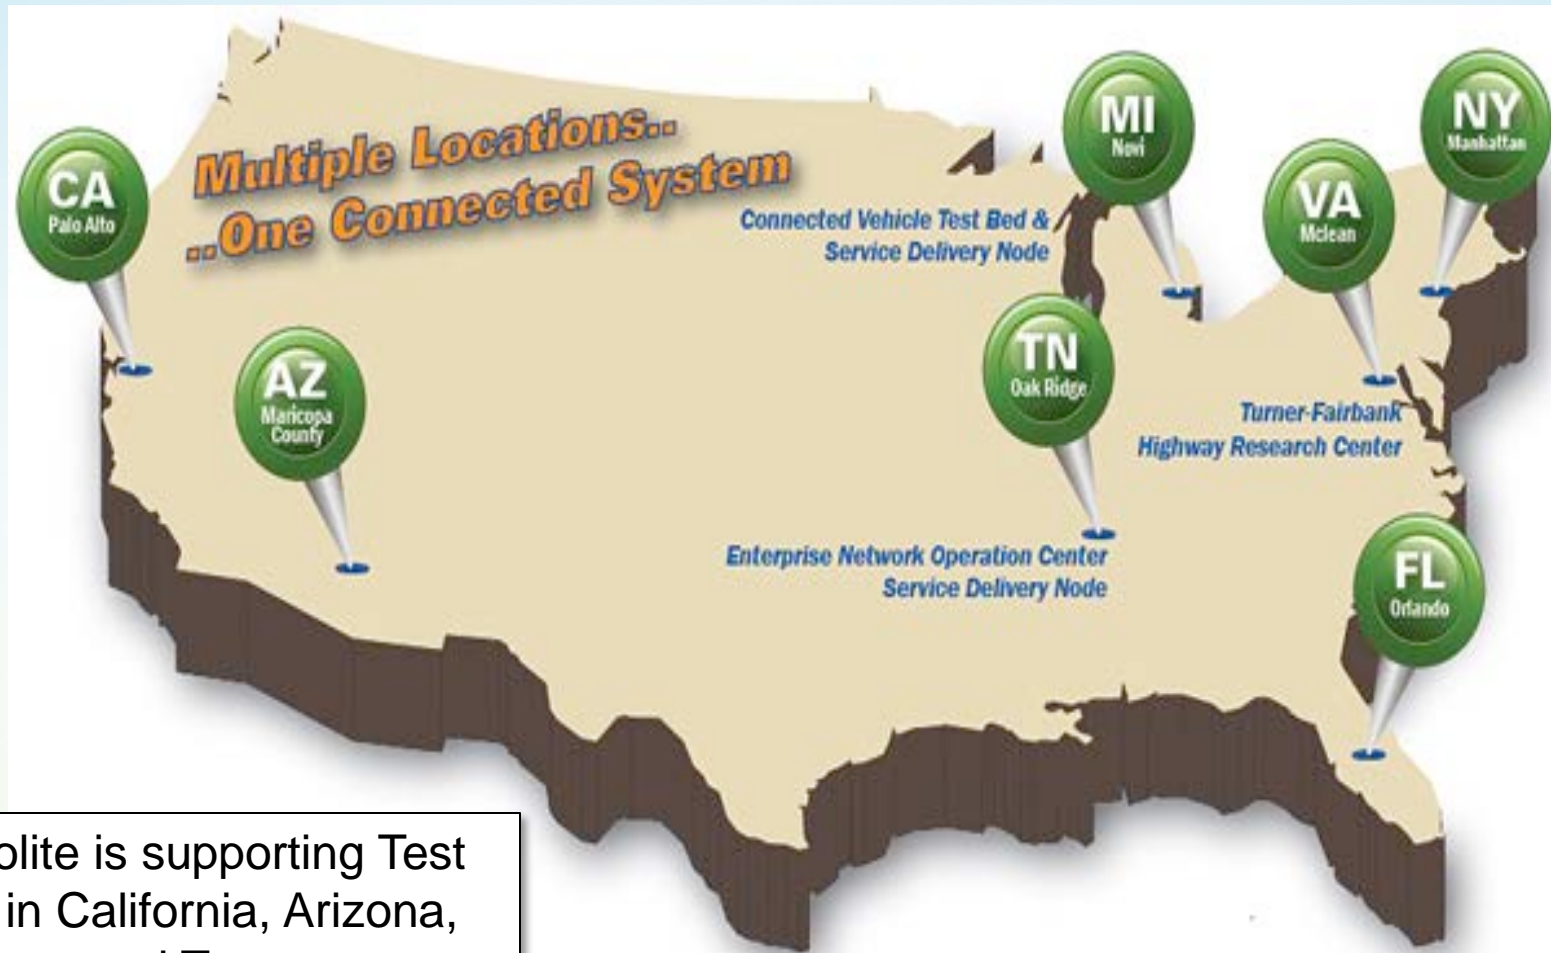 Multiple Locations..
..One Connected System
CA
Palo Alto
AZ
Maricopa
County
MI
Novi
Connected Vehicle Test Bed &
Service Delivery Node
TN
Oak Ridge
Enterprise Network Operation Center
Service Delivery Node
VA
Mclean
Turner-Fairbank
Highway Research Center
NY
Manhattan
FL
Orlando
olite is supporting Test
in California, Arizona,